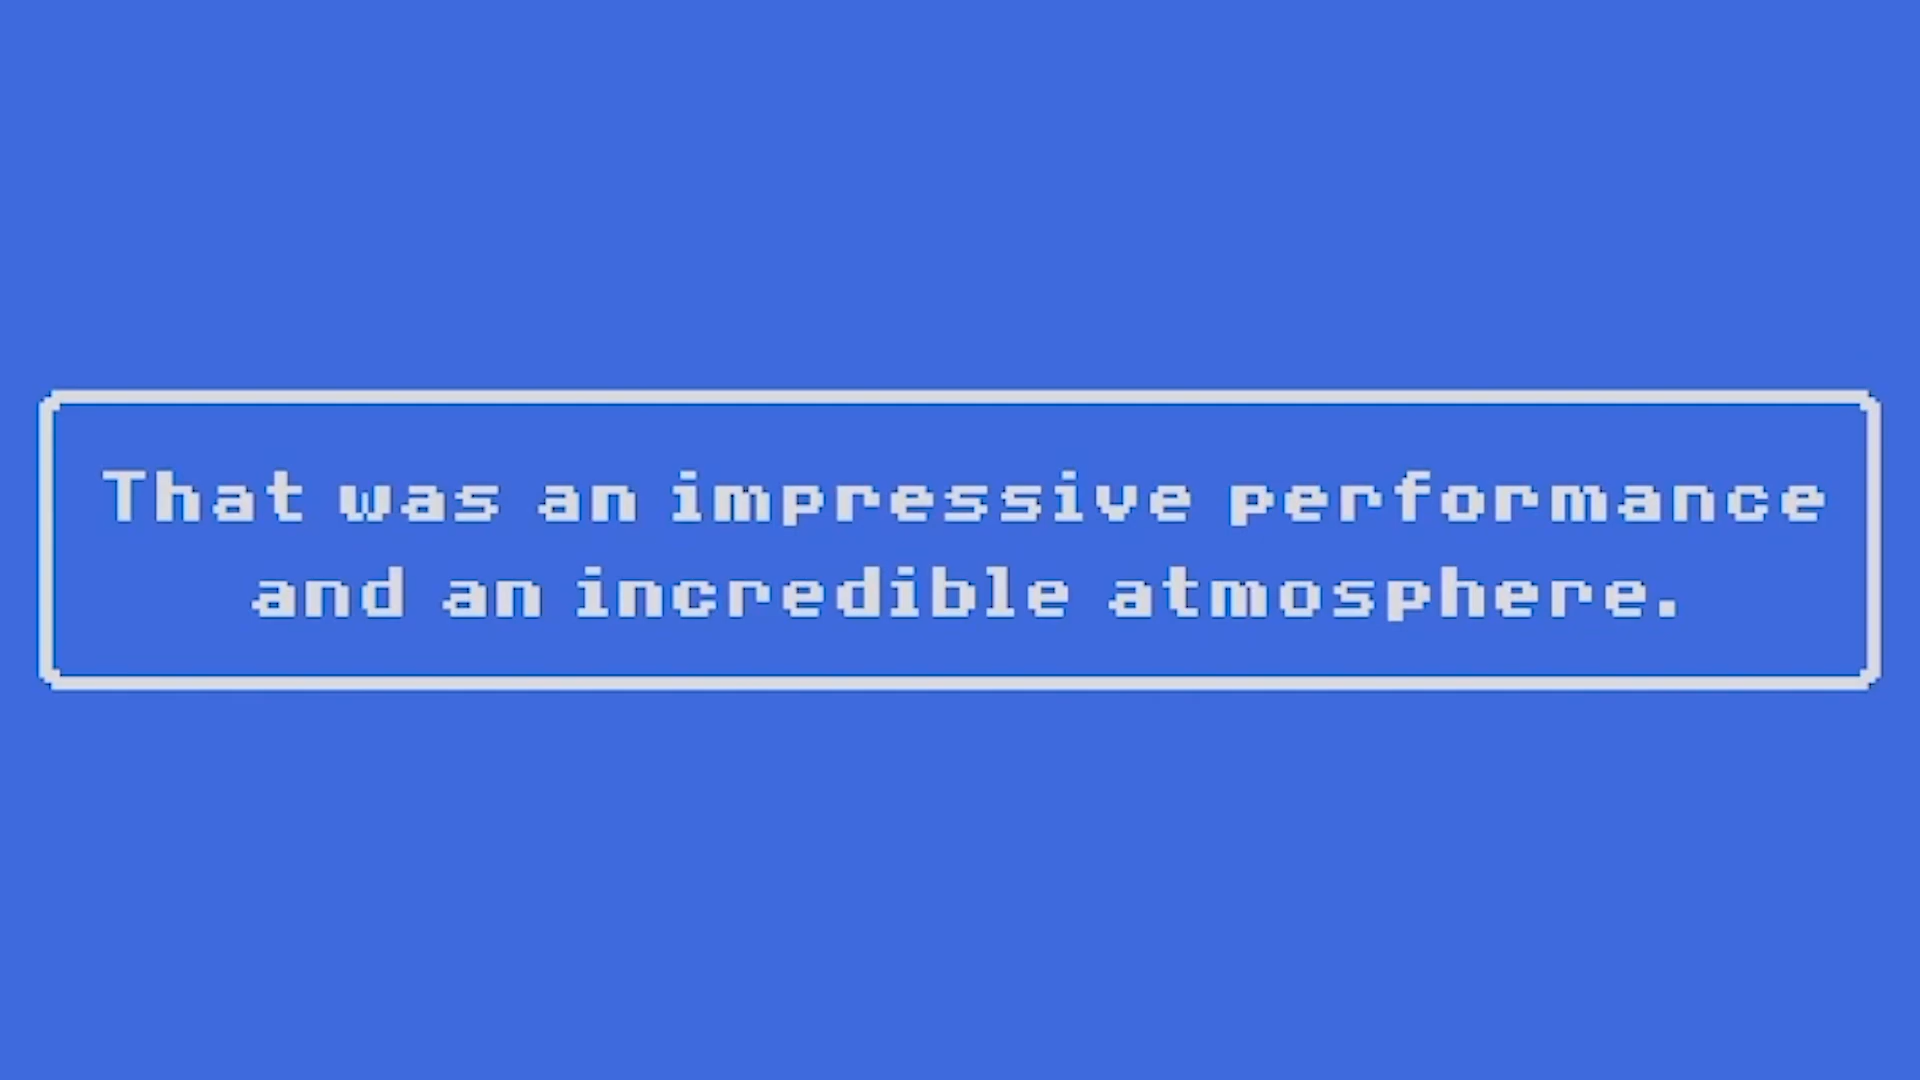 That was an impressive performance
and an incredible atmosphere.